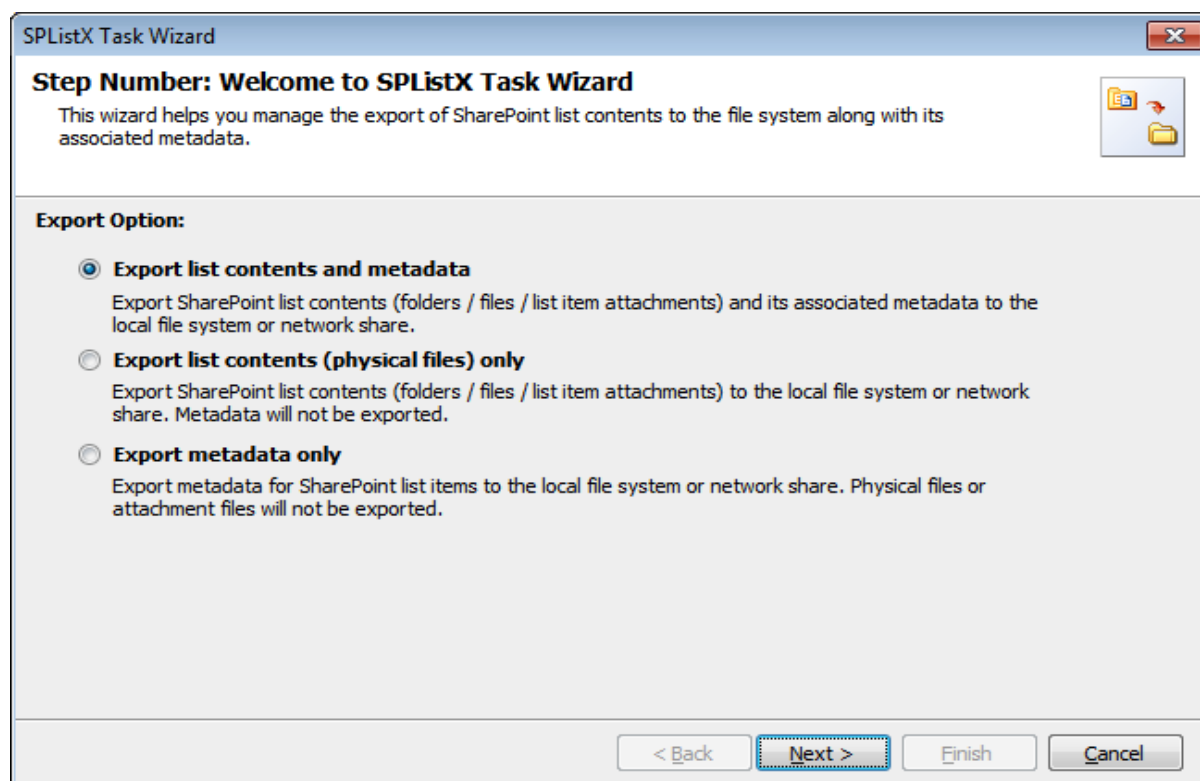 SPListX Task Wizard
Step Number: Welcome to SPListX Task Wizard
This wizard helps you manage the export of SharePoint list contents to the file system along with its
associated metadata.
Export Option:
Export list contents and metadata
Export SharePoint list contents (folders / files / list item attachments) and its associated metadata to the
local file system or network share.
Export list contents (physical files) only
Export SharePoint list contents (folders / files / list item attachments) to the local file system or network
share. Metadata will not be exported.
Export metadata only
Export metadata for SharePoint list items to the local file system or network share. Physical files or
attachment files will not be exported.
< Back Next > Finish Cancel